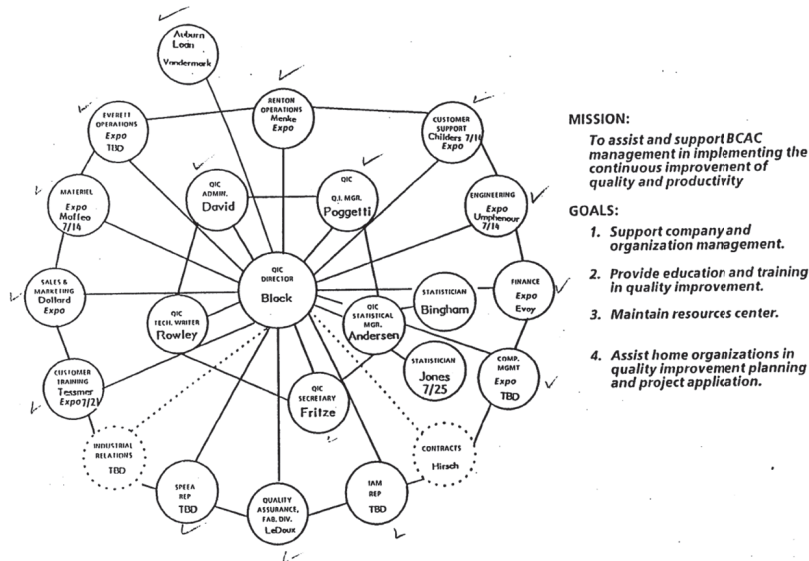 Auburn
Loan
Vandermark
RENTON
OPERATIONS
Menke
Expo
EVERETT
OPERATIONS
Expo
TBD
CUSTOMER
SUPPORT
Childers 7/18
Expo
MATERIEL
Expo
Maffeo
7/14
QIC
ADMIN.
David
QIC
Q.I. MGR.
Poggetti
ENGINEERING
Expo
Umphenour
7/14
SALES &
MARKETING
Dollard
Expo
QIC
DIRECTOR
Block
STATISTICIAN
Bingham
FINANCE
Expo
Evoy
QIC
TECH. WRITER
Rowley
QIC
STATISTICAL
MGR.
Andersen
STATISTICIAN
Jones
7/25
COMP.
MGMT
Expo
TBD
CUSTOMER
TRAINING
Tessmer
Expo 7/21
QIC
SECRETARY
Fritze
INDUSTRIAL
RELATIONS
TBD
CONTRACTS
Hirsch
SPEEA
REP
TBD
QUALITY
ASSURANCE,
FAB. DIV.
LeDoux
IAM
REP
TBD
MISSION:
To assist and support BCAC
management in implementing the
continuous improvement of
quality and productivity
GOALS:
1. Support company and
organization management.
2. Provide education and training
in quality improvement.
3. Maintain resources center.
4. Assist home organizations in
quality improvement planning
and project application.